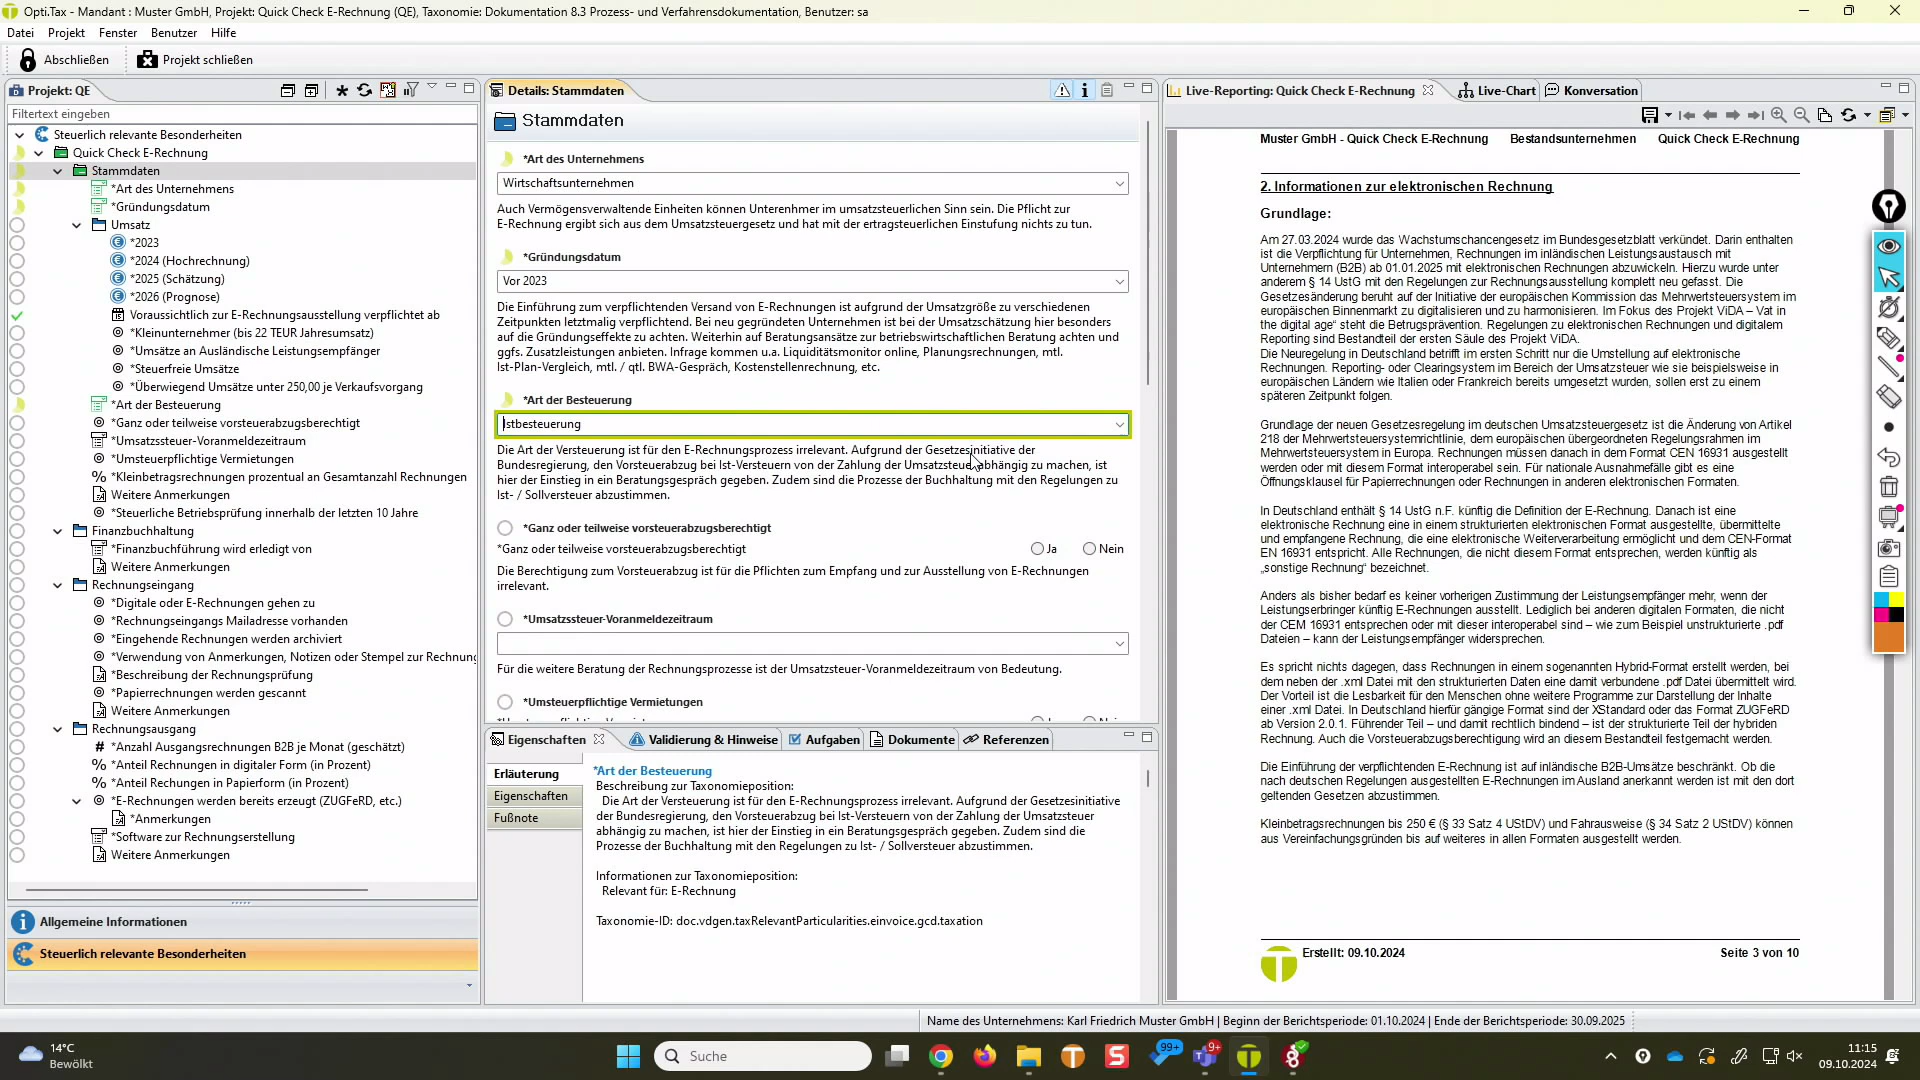 Opti.Tax - Mandant : Muster GmbH, Projekt: Quick Check E-Rechnung (QE), Taxonomie: Dokumentation 8.3 Prozess- und Verfahrensdokumentation, Benutzer: sa
Datei Projekt Fenster Benutzer Hilfe
Abschließen Projekt schließen
Projekt: QE
Filtertext eingeben
Steuerlich relevante Besonderheiten
Quick Check E-Rechnung
Stammdaten
*Art des Unternehmens
*Gründungsdatum
Umsatz
*2023
*2024 (Hochrechnung)
*2025 (Schätzung)
*2026 (Prognose)
Voraussichtlich zur E-Rechnungsausstellung verpflichtet ab
*Kleinunternehmer (bis 22 TEUR Jahresumsatz)
*Umsätze an Ausländische Leistungsempfänger
*Steuerfreie Umsätze
*Überwiegend Umsätze unter 250,00 je Verkaufsvorgang
*Art der Besteuerung
*Ganz oder teilweise vorsteuerabzugsberechtigt
*Umsatzssteuer-Voranmeldezeitraum
*Umsteuerpflichtige Vermietungen
*Kleinbetragsrechnungen prozentual an Gesamtanzahl Rechnungen
Weitere Anmerkungen
*Steuerliche Betriebsprüfung innerhalb der letzten 10 Jahre
Finanzbuchhaltung
*Finanzbuchführung wird erledigt von
Weitere Anmerkungen
Rechnungseingang
*Digitale oder E-Rechnungen gehen zu
*Rechnungseingangs Mailadresse vorhanden
*Eingehende Rechnungen werden archiviert
*Verwendung von Anmerkungen, Notizen oder Stempel zur Rechnung
*Beschreibung der Rechnungsprüfung
*Papierrechnungen werden gescannt
Weitere Anmerkungen
Rechnungsausgang
*Anzahl Ausgangsrechnungen B2B je Monat (geschätzt)
*Anteil Rechnungen in digitaler Form (in Prozent)
*Anteil Rechungen in Papierform (in Prozent)
*E-Rechnungen werden bereits erzeugt (ZUGFeRD, etc.)
*Anmerkungen
*Software zur Rechnungserstellung
Weitere Anmerkungen
Allgemeine Informationen
Steuerlich relevante Besonderheiten
Details: Stammdaten
Stammdaten
*Art des Unternehmens
Wirtschaftsunternehmen
Auch Vermögensverwaltende Einheiten können Unterenhmer im umsatzsteuerlichen Sinn sein. Die Pflicht zur
E-Rechnung ergibt sich aus dem Umsatzsteuergesetz und hat mit der ertragsteuerlichen Einstufung nichts zu tun.
*Gründungsdatum
Vor 2023
Die Einführung zum verpflichtenden Versand von E-Rechnungen ist aufgrund der Umsatzgröße zu verschiedenen
Zeitpunkten letztmalig verpflichtend. Bei neu gegründeten Unternehmen ist bei der Umsatzschätzung hier besonders
auf die Gründungseffekte zu achten. Weiterhin auf Beratungsansätze zur betriebswirtschaftlichen Beratung achten und
ggfs. Zusatzleistungen anbieten. Infrage kommen u.a. Liquiditätsmonitor online, Planungsrechnungen, mtl.
Ist-Plan-Vergleich, mtl. / qtl. BWA-Gespräch, Kostenstellenrechnung, etc.
*Art der Besteuerung
Istbesteuerung
Die Art der Versteuerung ist für den E-Rechnungsprozess irrelevant. Aufgrund der Gesetzesinitiative der
Bundesregierung, den Vorsteuerabzug bei Ist-Versteuern von der Zahlung der Umsatzsteuer abhängig zu machen, ist
hier der Einstieg in ein Beratungsgespräch gegeben. Zudem sind die Prozesse der Buchhaltung mit den Regelungen zu
Ist- / Sollversteuer abzustimmen.
*Ganz oder teilweise vorsteuerabzugsberechtigt
*Ganz oder teilweise vorsteuerabzugsberechtigt Ja Nein
Die Berechtigung zum Vorsteuerabzug ist für die Pflichten zum Empfang und zur Ausstellung von E-Rechnungen
irrelevant.
*Umsatzssteuer-Voranmeldezeitraum
Für die weitere Beratung der Rechnungsprozesse ist der Umsatzsteuer-Voranmeldezeitraum von Bedeutung.
*Umsteuerpflichtige Vermietungen
Eigenschaften Validierung & Hinweise Aufgaben Dokumente Referenzen
Erläuterung
Eigenschaften
Fußnote
*Art der Besteuerung
Beschreibung zur Taxonomieposition:
Die Art der Versteuerung ist für den E-Rechnungsprozess irrelevant. Aufgrund der Gesetzesinitiative
der Bundesregierung, den Vorsteuerabzug bei Ist-Versteuern von der Zahlung der Umsatzsteuer
abhängig zu machen, ist hier der Einstieg in ein Beratungsgespräch gegeben. Zudem sind die
Prozesse der Buchhaltung mit den Regelungen zu Ist- / Sollversteuer abzustimmen.
Informationen zur Taxonomieposition:
Relevant für: E-Rechnung
Taxonomie-ID: doc.vdgen.taxRelevantParticularities.einvoice.gcd.taxation
Live-Reporting: Quick Check E-Rechnung Live-Chart Konversation
Muster GmbH - Quick Check E-Rechnung Bestandsunternehmen Quick Check E-Rechnung
2. Informationen zur elektronischen Rechnung
Grundlage:
Am 27.03.2024 wurde das Wachstumschancengesetz im Bundesgesetzblatt verkündet. Darin enthalten
ist die Verpflichtung für Unternehmen, Rechnungen im inländischen Leistungsaustausch mit
Unternehmern (B2B) ab 01.01.2025 mit elektronischen Rechnungen abzuwickeln. Hierzu wurde unter
anderem § 14 UstG mit den Regelungen zur Rechnungsausstellung komplett neu gefasst. Die
Gesetzesänderung beruht auf der Initiative der europäischen Kommission das Mehrwertsteuersystem im
europäischen Binnenmarkt zu digitalisieren und zu harmonisieren. Im Fokus des Projekt ViDA – Vat in
the digital age“ steht die Betrugsprävention. Regelungen zu elektronischen Rechnungen und digitalem
Reporting sind Bestandteil der ersten Säule des Projekt ViDA.
Die Neuregelung in Deutschland betrifft im ersten Schritt nur die Umstellung auf elektronische
Rechnungen. Reporting- oder Clearingsystem im Bereich der Umsatzsteuer wie sie beispielsweise in
europäischen Ländern wie Italien oder Frankreich bereits umgesetzt wurden, sollen erst zu einem
späteren Zeitpunkt folgen.
Grundlage der neuen Gesetzesregelung im deutschen Umsatzsteuergesetz ist die Änderung von Artikel
218 der Mehrwertsteuersystemrichtlinie, dem europäischen übergeordneten Regelungsrahmen im
Mehrwertsteuersystem in Europa. Rechnungen müssen danach in dem Format CEN 16931 ausgestellt
werden oder mit diesem Format interoperabel sein. Für nationale Ausnahmefälle gibt es eine
Öffnungsklausel für Papierrechnungen oder Rechnungen in anderen elektronischen Formaten.
In Deutschland enthält § 14 UstG n.F. künftig die Definition der E-Rechnung. Danach ist eine
elektronische Rechnung eine in einem strukturierten elektronischen Format ausgestellte, übermittelte
und empfangene Rechnung, die eine elektronische Weiterverarbeitung ermöglicht und dem CEN-Format
EN 16931 entspricht. Alle Rechnungen, die nicht diesem Format entsprechen, werden künftig als
„sonstige Rechnung“ bezeichnet.
Anders als bisher bedarf es keiner vorherigen Zustimmung der Leistungsempfänger mehr, wenn der
Leistungserbringer künftig E-Rechnungen ausstellt. Lediglich bei anderen digitalen Formaten, die nicht
der CEM 16931 entsprechen oder mit dieser interoperabel sind – wie zum Beispiel unstrukturierte .pdf
Dateien – kann der Leistungsempfänger widersprechen.
Es spricht nichts dagegen, dass Rechnungen in einem sogenannten Hybrid-Format erstellt werden, bei
dem neben der .xml Datei mit den strukturierten Daten eine damit verbundene .pdf Datei übermittelt wird.
Der Vorteil ist die Lesbarkeit für den Menschen ohne weitere Programme zur Darstellung der Inhalte
einer .xml Datei. In Deutschland hierfür gängige Format sind der XStandard oder das Format ZUGFeRD
ab Version 2.0.1. Führender Teil – und damit rechtlich bindend – ist der strukturierte Teil der hybriden
Rechnung. Auch die Vorsteuerabzugsberechtigung wird an diesem Bestandteil festgemacht werden.
Die Einführung der verpflichtenden E-Rechnung ist auf inländische B2B-Umsätze beschränkt. Ob die
nach deutschen Regelungen ausgestellten E-Rechnungen im Ausland anerkannt werden ist mit den dort
geltenden Gesetzen abzustimmen.
Kleinbetragsrechnungen bis 250 € (§ 33 Satz 4 UStDV) und Fahrausweise (§ 34 Satz 2 UStDV) können
aus Vereinfachungsgründen bis auf weiteres in allen Formaten ausgestellt werden.
Erstellt: 09.10.2024 Seite 3 von 10
Name des Unternehmens: Karl Friedrich Muster GmbH | Beginn der Berichtsperiode: 01.10.2024 | Ende der Berichtsperiode: 30.09.2025
14°C
Bewölkt
Suche
99+
9+
11:15
09.10.2024